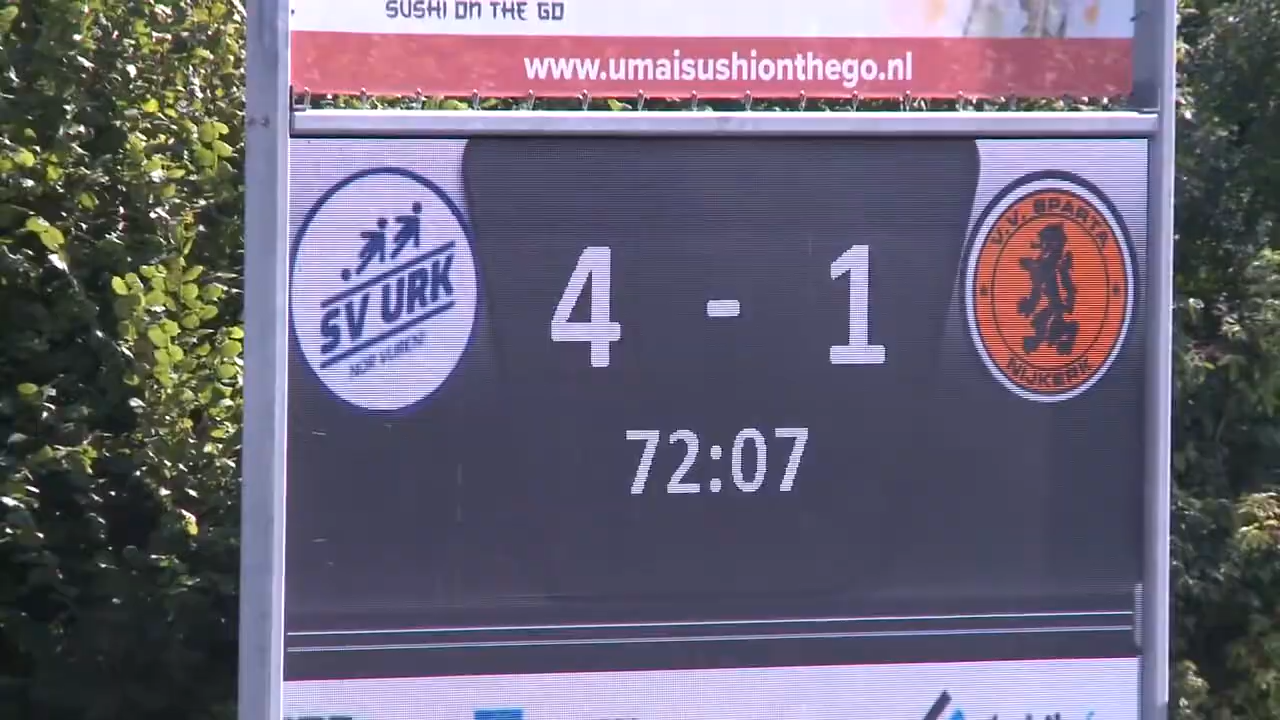 SUSHI ON THE GO
www.umaisushionthego.nl
SV URK
4 - 1
V.V. SPARTA
NIJKERK
72:07